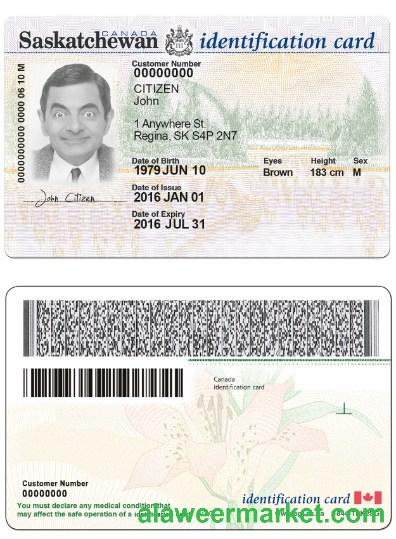 CANADA
Saskatchewan identification card
Customer Number
00000000
CITIZEN
John
1 Anywhere St
Regina, SK S4P 2N7
Date of Birth
1979 JUN 10
Eyes Height Sex
Brown 183 cm M
Date of Issue
2016 JAN 01
Date of Expiry
2016 JUL 31
0000000000 0000 06 10 M
John Citizen
Canada
Identification card
Customer Number
00000000
identification card
You must declare any medical condition that
may affect the safe operation of a
alaweermarket.com